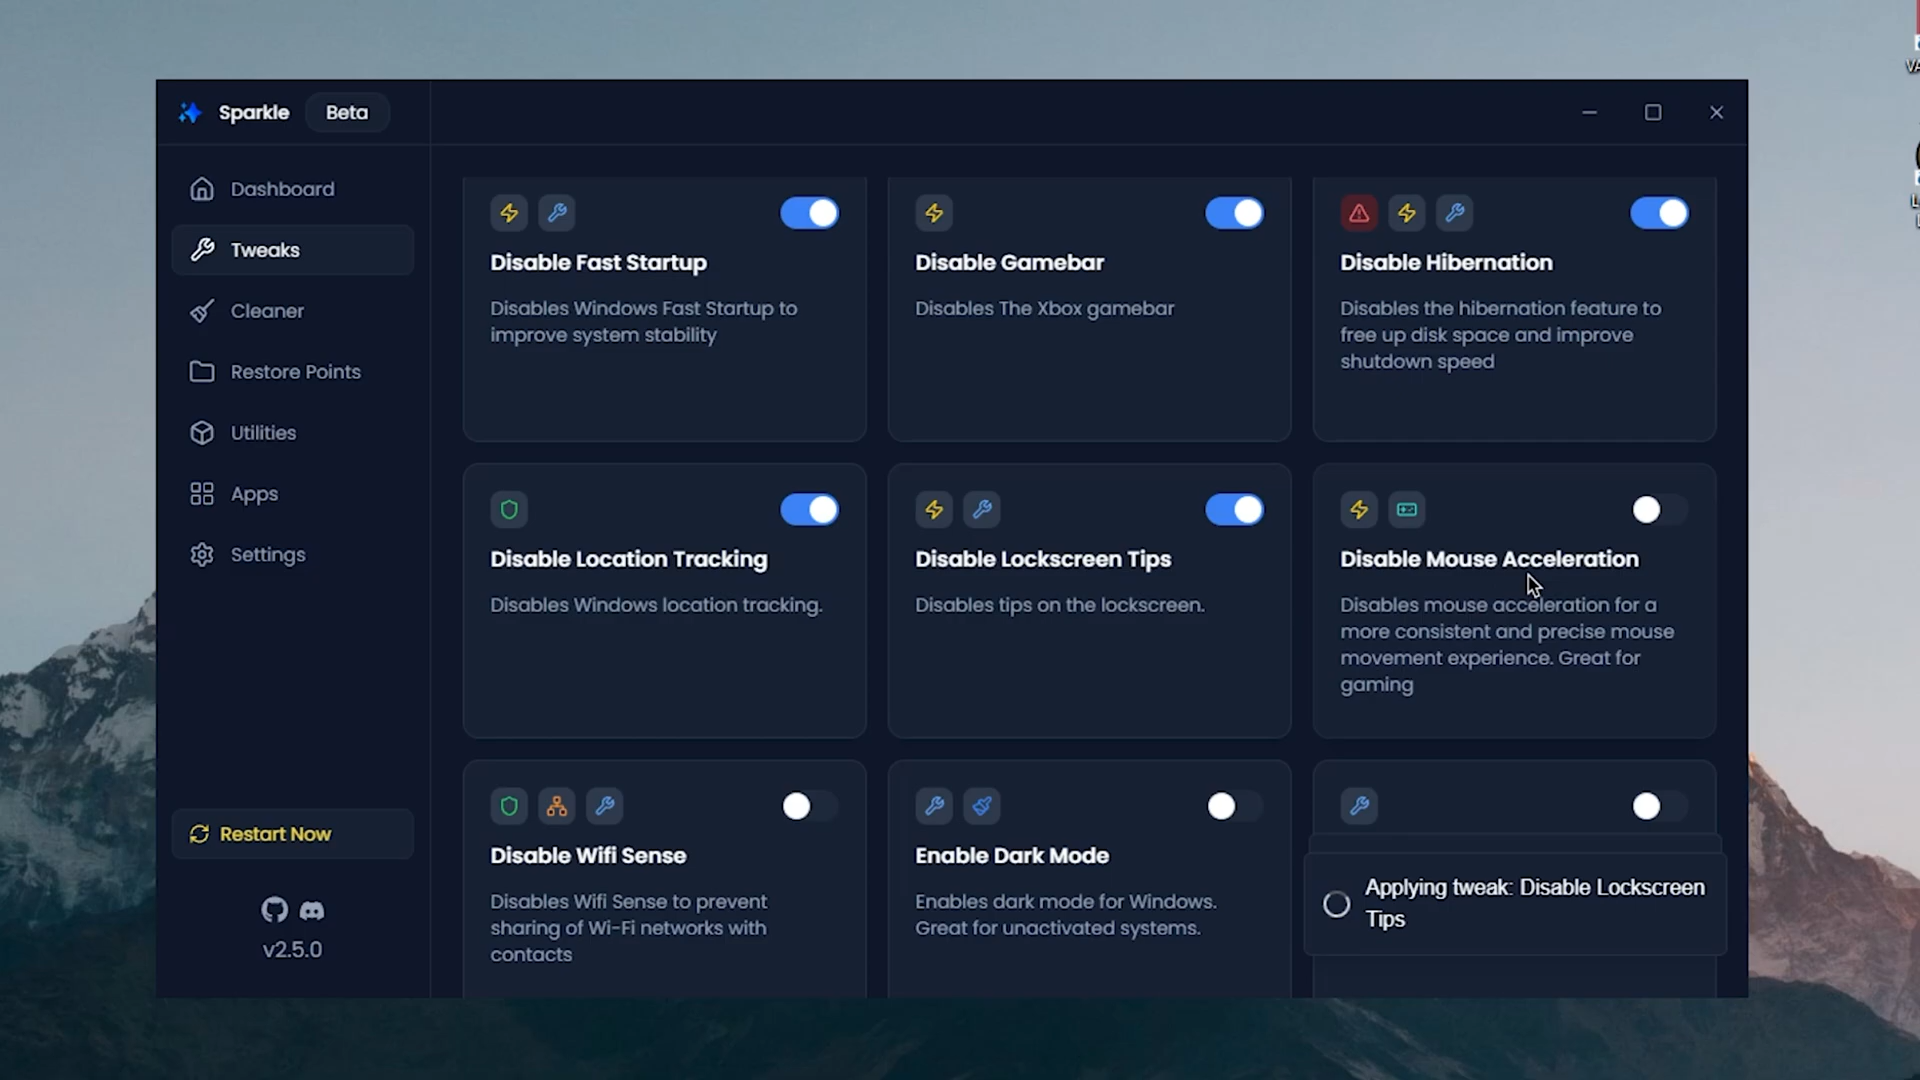 Sparkle
Beta
Dashboard
Tweaks
Cleaner
Restore Points
Utilities
Apps
Settings
Restart Now
v2.5.0
Disable Fast Startup
Disables Windows Fast Startup to
improve system stability
Disable Gamebar
Disables The Xbox gamebar
Disable Hibernation
Disables the hibernation feature to
free up disk space and improve
shutdown speed
Disable Location Tracking
Disables Windows location tracking.
Disable Lockscreen Tips
Disables tips on the lockscreen.
Disable Mouse Acceleration
Disables mouse acceleration for a
more consistent and precise mouse
movement experience. Great for
gaming
Disable Wifi Sense
Disables Wifi Sense to prevent
sharing of Wi-Fi networks with
contacts
Enable Dark Mode
Enables dark mode for Windows.
Great for unactivated systems.
Applying tweak: Disable Lockscreen
Tips